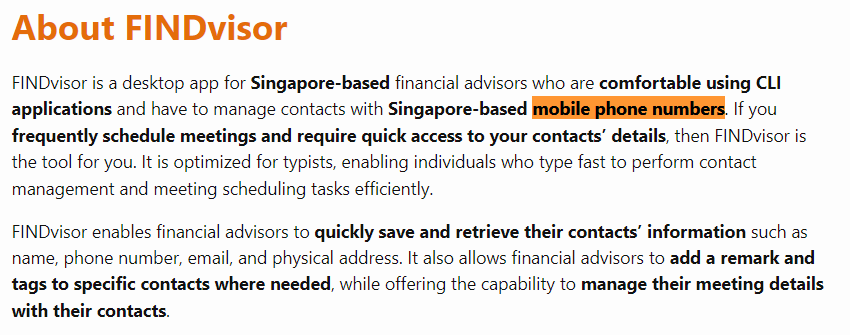 About FINDvisor
FINDvisor is a desktop app for Singapore-based financial advisors who are comfortable using CLI
applications and have to manage contacts with Singapore-based mobile phone numbers. If you
frequently schedule meetings and require quick access to your contacts’ details, then FINDvisor is
the tool for you. It is optimized for typists, enabling individuals who type fast to perform contact
management and meeting scheduling tasks efficiently.
FINDvisor enables financial advisors to quickly save and retrieve their contacts’ information such as
name, phone number, email, and physical address. It also allows financial advisors to add a remark and
tags to specific contacts where needed, while offering the capability to manage their meeting details
with their contacts.